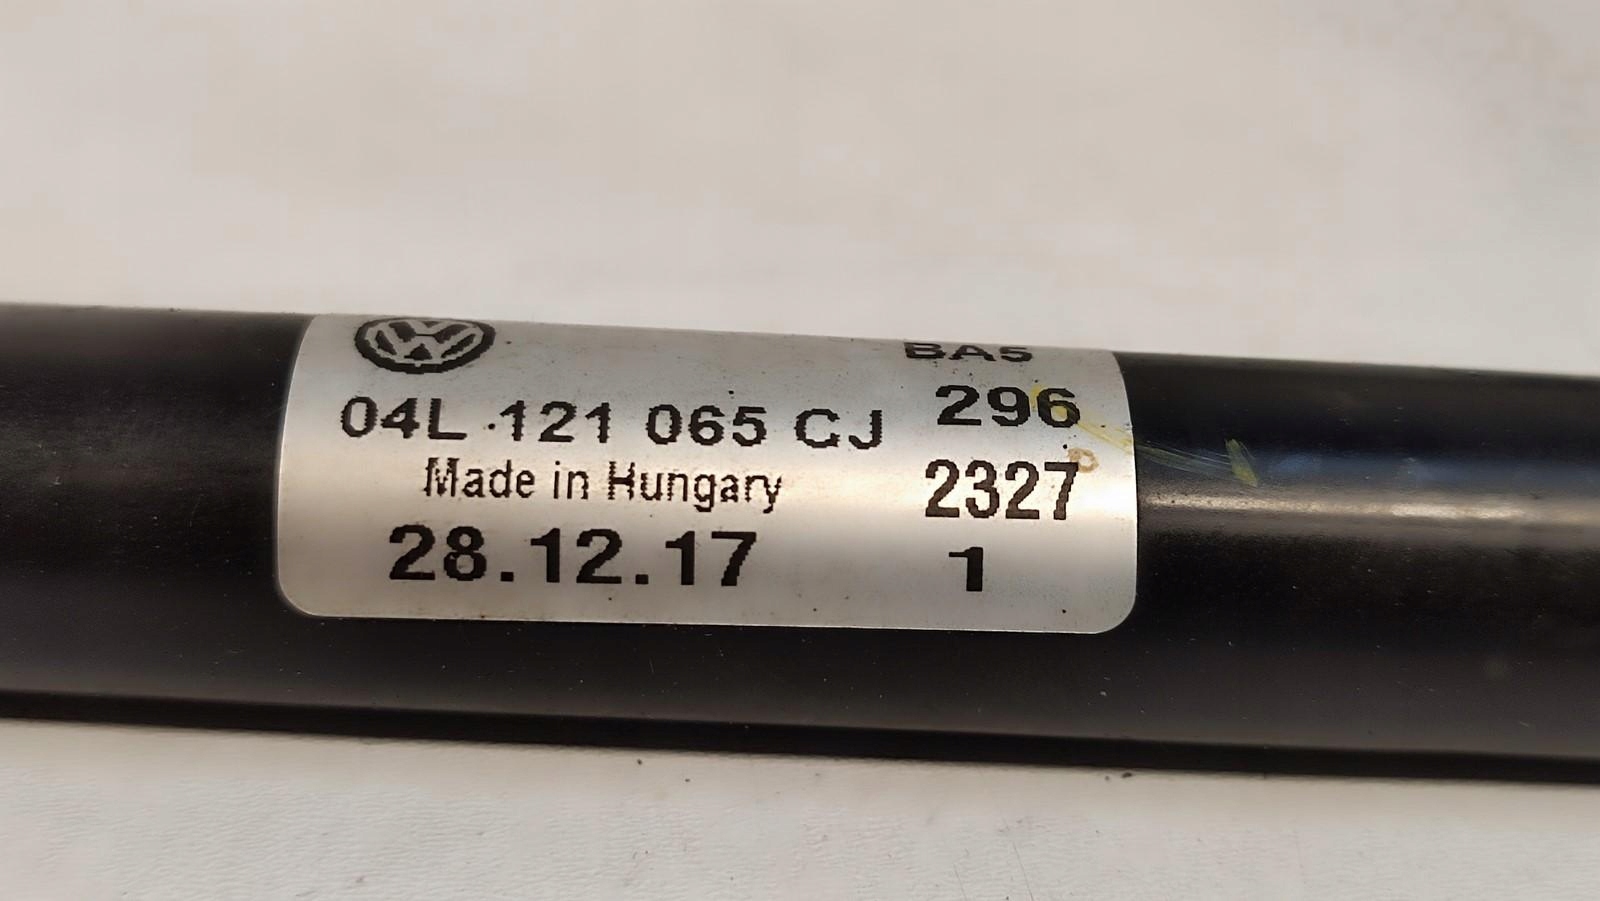 BA5
04L 121 065 CJ 296
Made in Hungary 2327
28.12.17 1